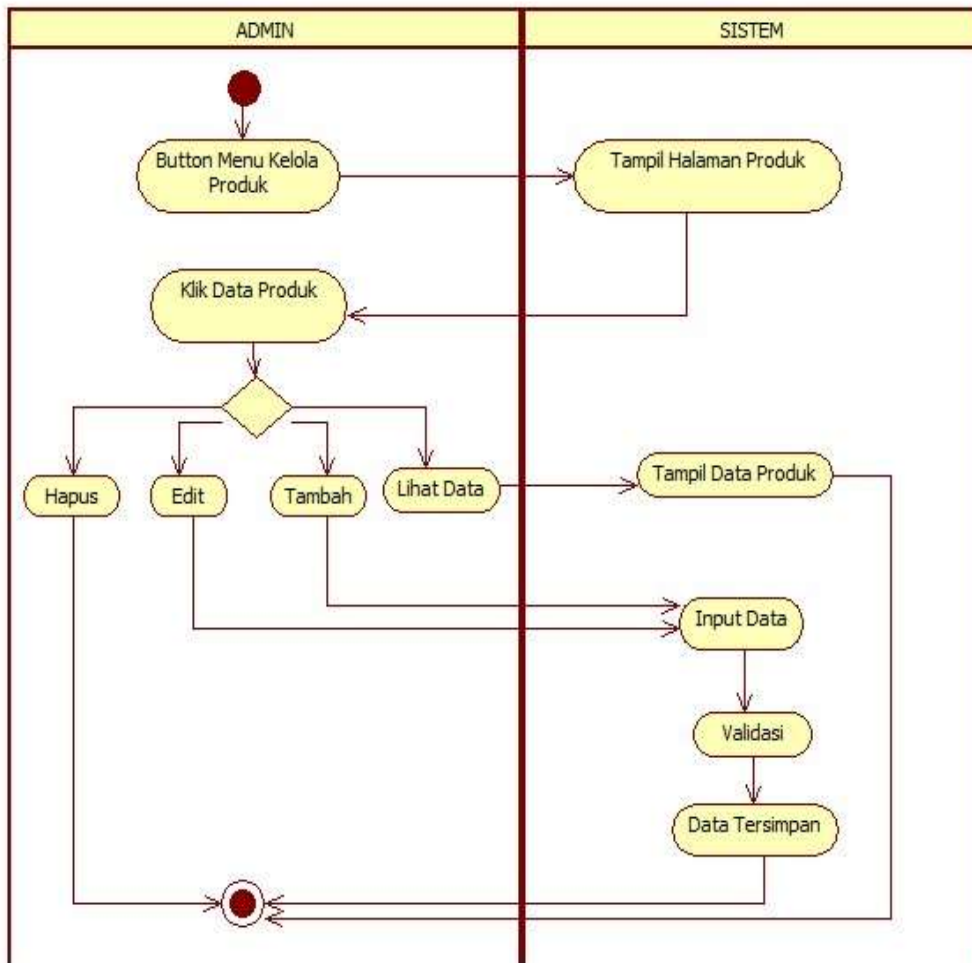 ADMIN
SISTEM
Button Menu Kelola
Produk
Tampil Halaman Produk
Klik Data Produk
Hapus
Edit
Tambah
Lihat Data
Tampil Data Produk
Input Data
Validasi
Data Tersimpan